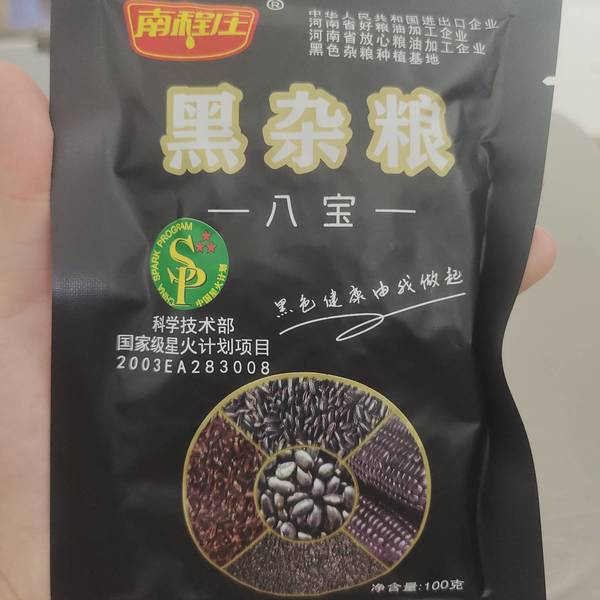 南程庄®
中华人民共和国进出口企业
河南省好粮油加工企业
河南省放心粮油加工企业
黑色杂粮种植基地
黑杂粮
八宝
CHINA SPARK PROGRAM
SP
中国星火计划
黑色健康由我做起
科学技术部
国家级星火计划项目
2003EA283008
净含量:100克